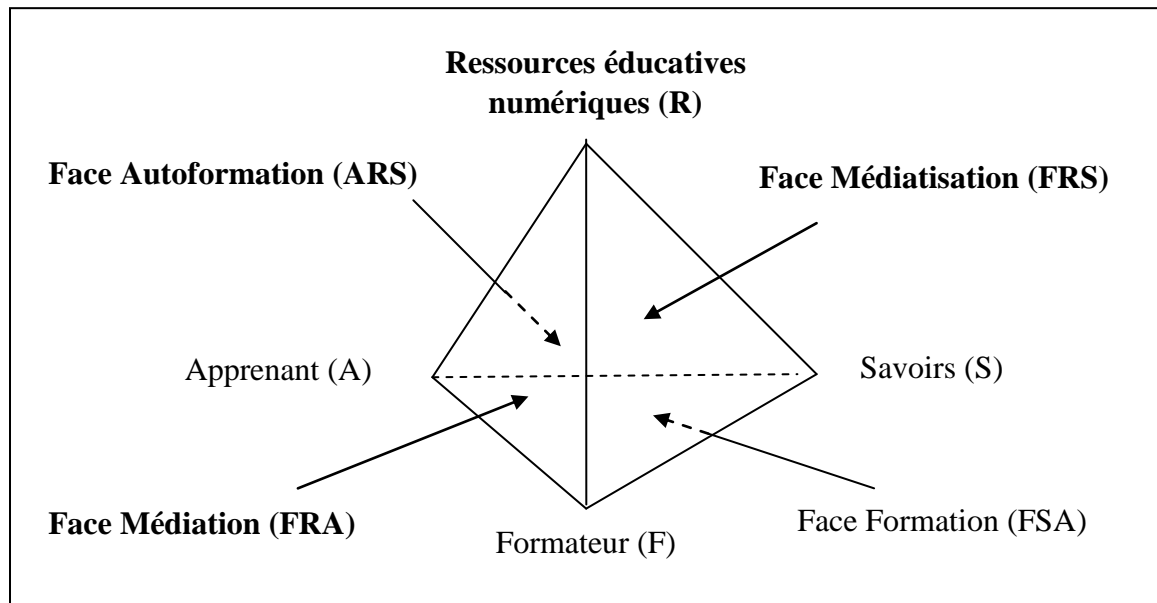 Ressources éducatives
numériques (R)
Face Autoformation (ARS)
Face Médiatisation (FRS)
Apprenant (A)
Savoirs (S)
Face Médiation (FRA)
Face Formation (FSA)
Formateur (F)